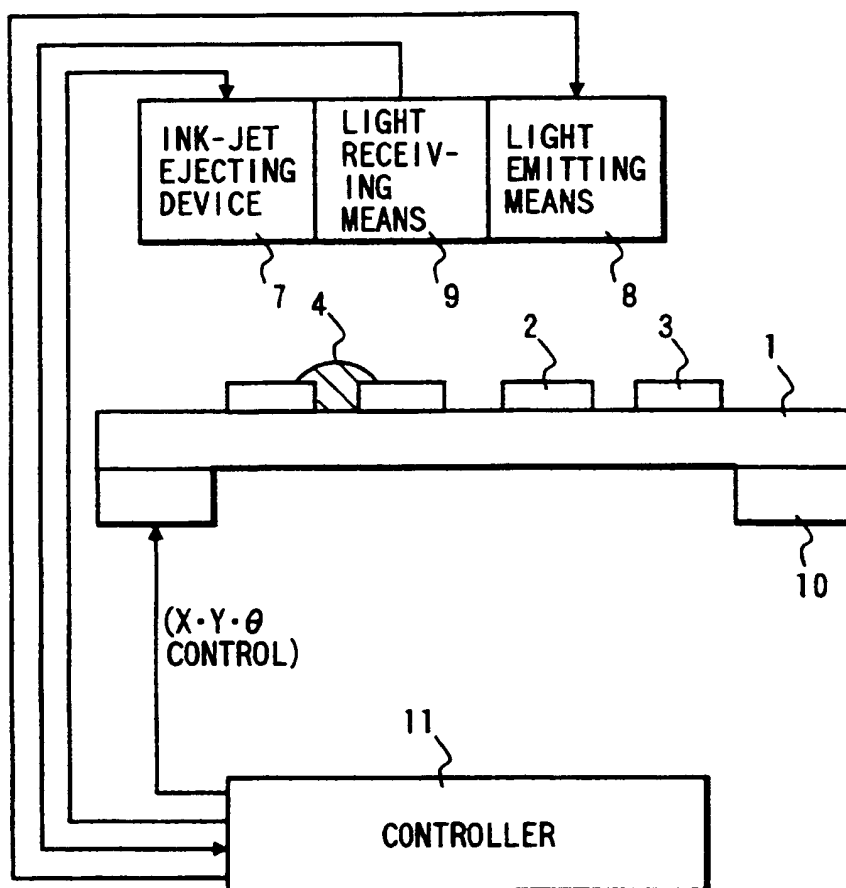 INK-JET
EJECTING
DEVICE
LIGHT
RECEIV-
ING
MEANS
LIGHT
EMITTING
MEANS
7
9
8
4
2
3
1
10
(X·Y·θ
CONTROL)
11
CONTROLLER